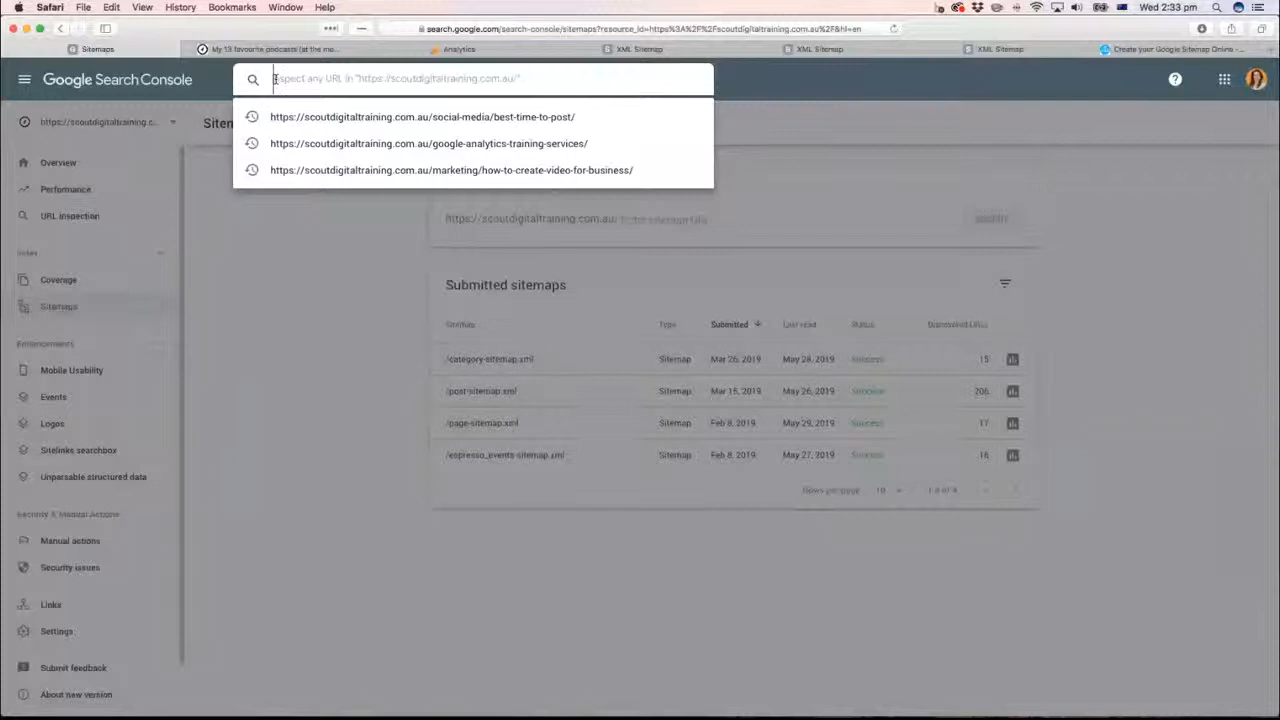 Safari File Edit View History Bookmarks Window Help Wed 2:33 pm
search.google.com/search-console/sitemaps?resource_id=https%3A%2F%2Fscoutdigitaltraining.com.au%2F&hl=en
Sitemaps My 13 favourite podcasts (at the mo... Analytics XML Sitemap XML Sitemap XML Sitemap Create your Google Sitemap Online - ...
Google Search Console
Inspect any URL in "https://scoutdigitaltraining.com.au/"
https://scoutdigitaltraining.c...
Sitem
https://scoutdigitaltraining.com.au/social-media/best-time-to-post/
https://scoutdigitaltraining.com.au/google-analytics-training-services/
https://scoutdigitaltraining.com.au/marketing/how-to-create-video-for-business/
Overview
Performance
URL inspection
Index
Coverage
Sitemaps
Enhancements
Mobile Usability
Events
Logos
Sitelinks searchbox
Unparsable structured data
Security & Manual Actions
Manual actions
Security issues
Links
Settings
Submit feedback
About new version
https://scoutdigitaltraining.com.au/ Enter sitemap URL SUBMIT
Submitted sitemaps
Sitemap Type Submitted Last read Status Discovered URLs
/category-sitemap.xml Sitemap Mar 26, 2019 May 28, 2019 Success 15
/post-sitemap.xml Sitemap Mar 15, 2019 May 26, 2019 Success 206
/page-sitemap.xml Sitemap Feb 8, 2019 May 29, 2019 Success 17
/espresso_events-sitemap.xml Sitemap Feb 8, 2019 May 27, 2019 Success 16
Rows per page 10 1-4 of 4